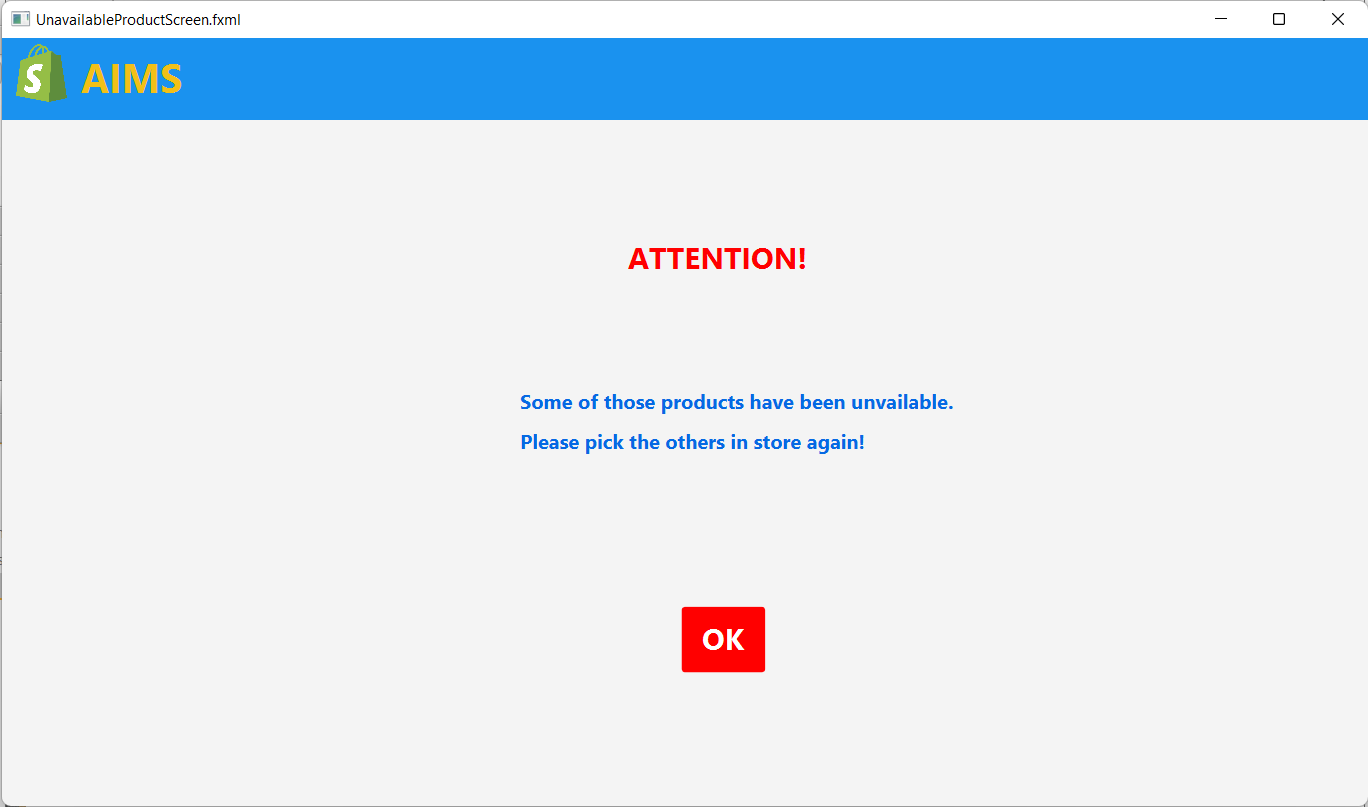 UnavailableProductScreen.fxml
S AIMS
ATTENTION!
Some of those products have been unvailable.
Please pick the others in store again!
OK